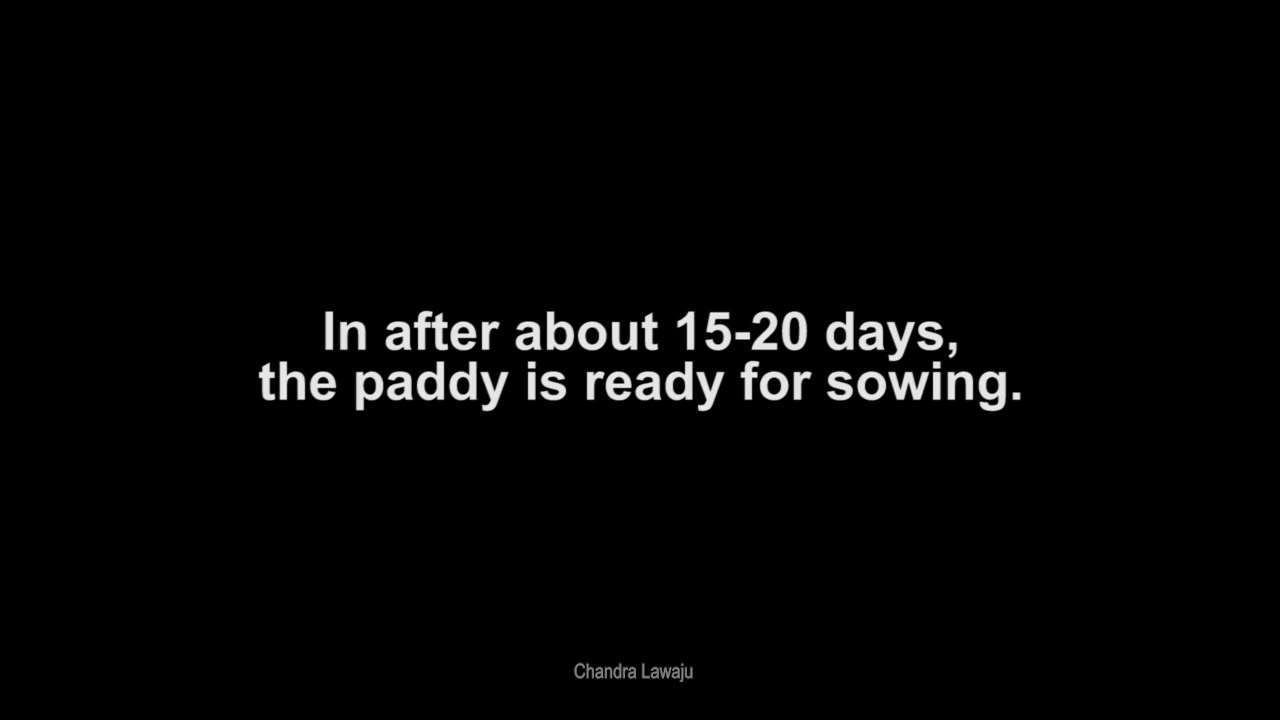 In after about 15-20 days,
the paddy is ready for sowing.
Chandra Lawaju